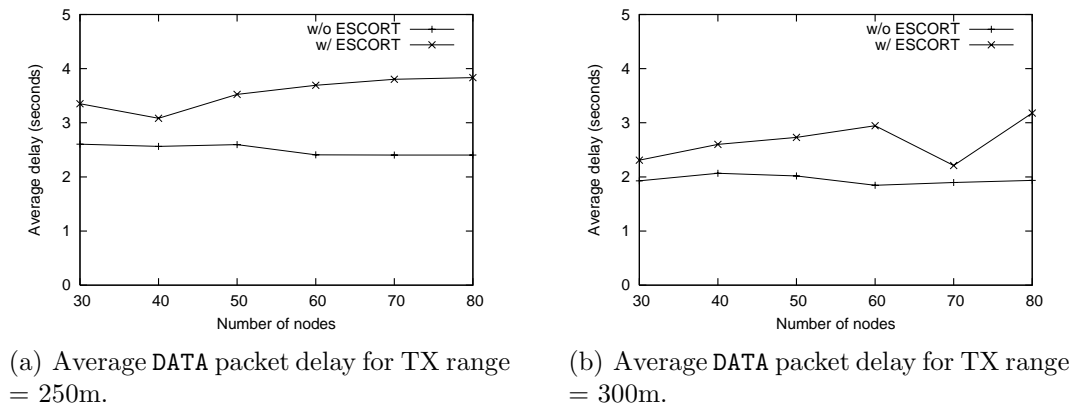 5
4
3
2
1
0
30
40
50
60
70
80
Average delay (seconds)
Number of nodes
w/o ESCORT
w/ ESCORT
(a) Average DATA packet delay for TX range
= 250m.
5
4
3
2
1
0
30
40
50
60
70
80
Average delay (seconds)
Number of nodes
w/o ESCORT
w/ ESCORT
(b) Average DATA packet delay for TX range
= 300m.